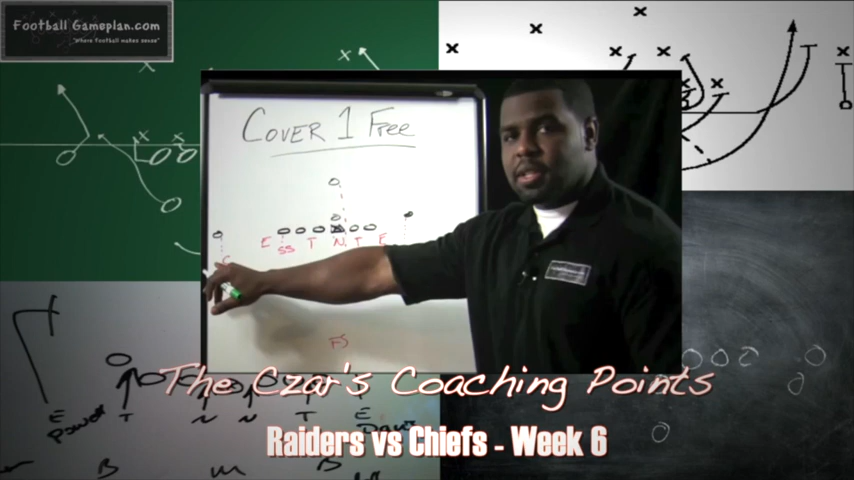 Football Gameplan.com
"Where football makes sense"
Cover 1 Free
E SS T N T E
C
FS
The Czar's Coaching Points
Raiders vs Chiefs - Week 6
E T N N T E
Power
B M B